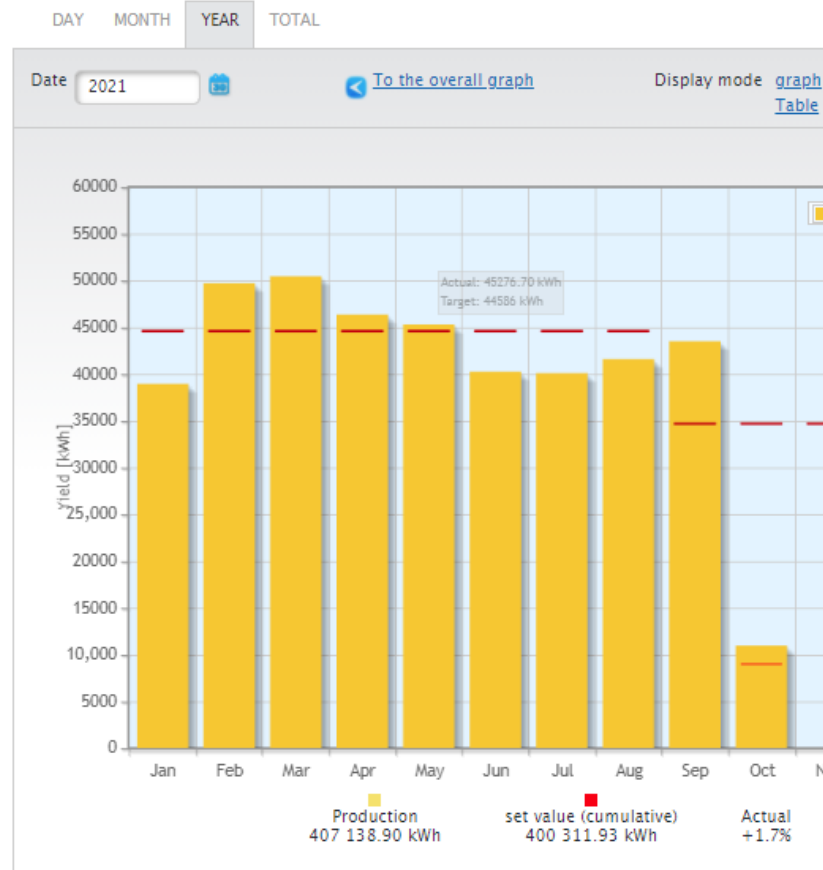 DAY MONTH YEAR TOTAL
Date 2021 To the overall graph Display mode graph
Table
60000
55000
50000
45000
40000
35000
30000
25,000
20000
15000
10,000
5000
0
Yield [kWh]
Actual: 45276.70 kWh
Target: 44586 kWh
Jan Feb Mar Apr May Jun Jul Aug Sep Oct N
Production set value (cumulative) Actual
407 138.90 kWh 400 311.93 kWh +1.7%